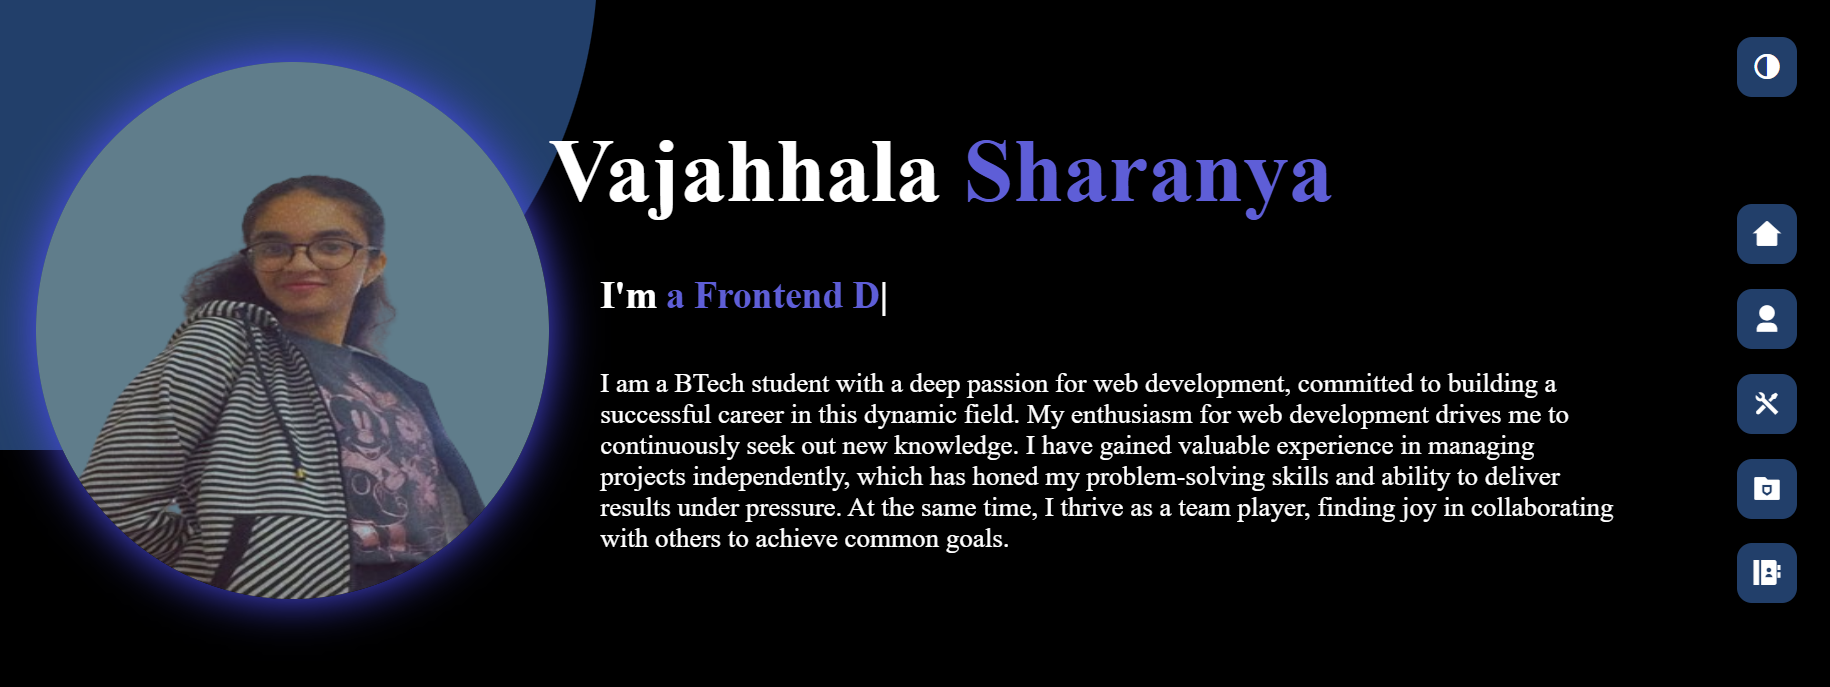 Vajahhala Sharanya
I'm a Frontend D|
I am a BTech student with a deep passion for web development, committed to building a
successful career in this dynamic field. My enthusiasm for web development drives me to
continuously seek out new knowledge. I have gained valuable experience in managing
projects independently, which has honed my problem-solving skills and ability to deliver
results under pressure. At the same time, I thrive as a team player, finding joy in collaborating
with others to achieve common goals.